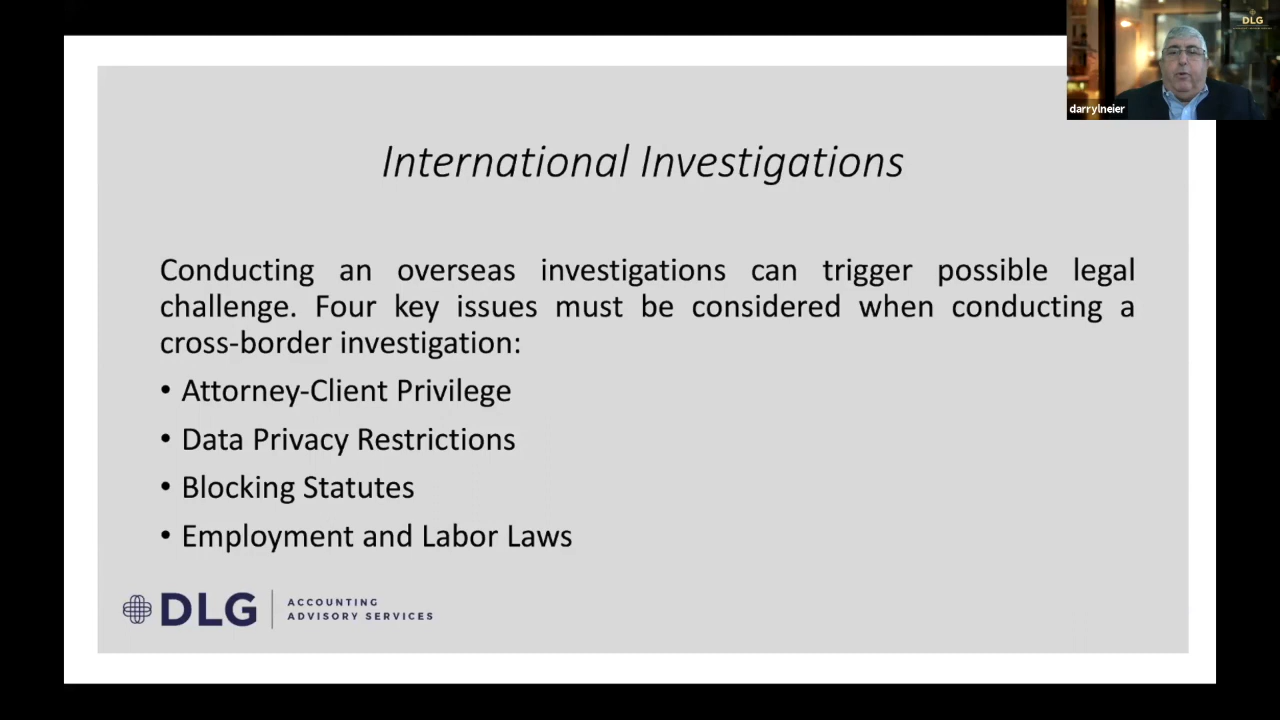 DLG
darrylneier
International Investigations
Conducting an overseas investigations can trigger possible legal
challenge. Four key issues must be considered when conducting a
cross-border investigation:
• Attorney-Client Privilege
• Data Privacy Restrictions
• Blocking Statutes
• Employment and Labor Laws
DLG
ACCOUNTING
ADVISORY SERVICES